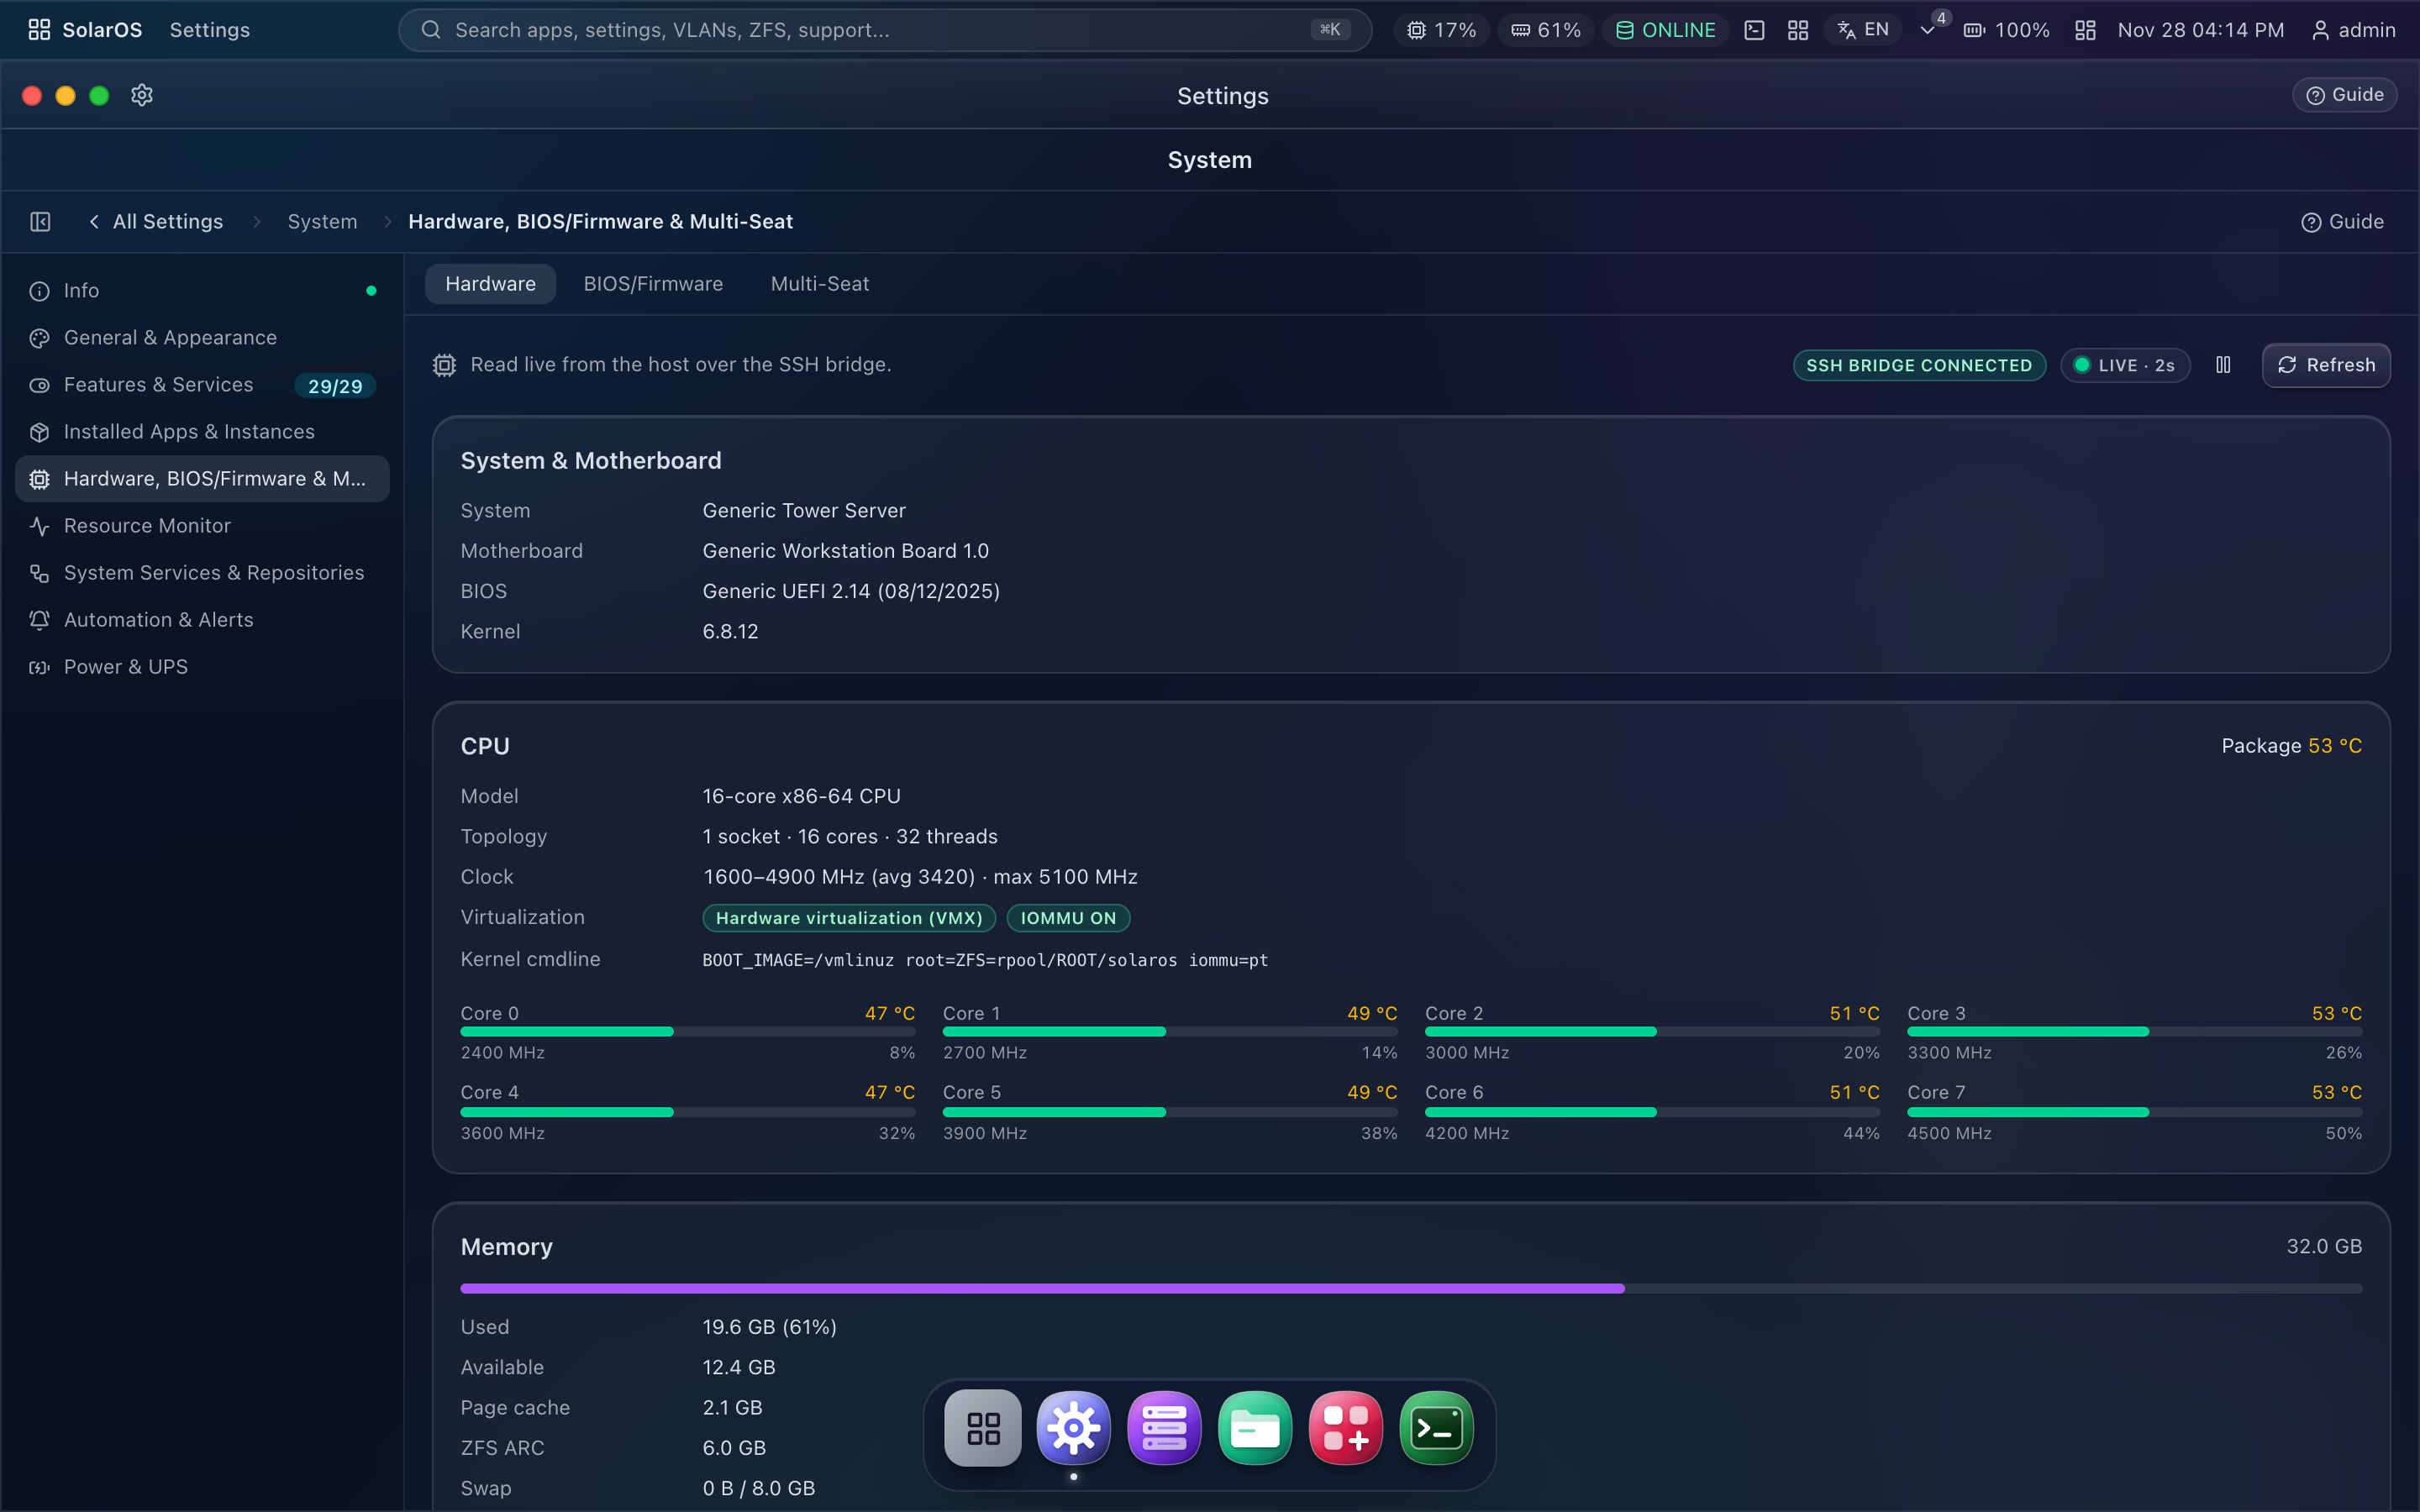 SolarOS Settings Search apps, settings, VLANs, ZFS, support... ⌘K 17% 61% ONLINE EN 4 100% Nov 28 04:14 PM admin
Settings Guide
System
All Settings System Hardware, BIOS/Firmware & Multi-Seat Guide
Info
General & Appearance
Features & Services 29/29
Installed Apps & Instances
Hardware, BIOS/Firmware & M...
Resource Monitor
System Services & Repositories
Automation & Alerts
Power & UPS
Hardware BIOS/Firmware Multi-Seat
Read live from the host over the SSH bridge. SSH BRIDGE CONNECTED LIVE · 2s Refresh
System & Motherboard
System Generic Tower Server
Motherboard Generic Workstation Board 1.0
BIOS Generic UEFI 2.14 (08/12/2025)
Kernel 6.8.12
CPU Package 53 °C
Model 16-core x86-64 CPU
Topology 1 socket · 16 cores · 32 threads
Clock 1600–4900 MHz (avg 3420) · max 5100 MHz
Virtualization Hardware virtualization (VMX) IOMMU ON
Kernel cmdline BOOT_IMAGE=/vmlinuz root=ZFS=rpool/ROOT/solaros iommu=pt
Core 0 47 °C Core 1 49 °C Core 2 51 °C Core 3 53 °C
2400 MHz 8% 2700 MHz 14% 3000 MHz 20% 3300 MHz 26%
Core 4 47 °C Core 5 49 °C Core 6 51 °C Core 7 53 °C
3600 MHz 32% 3900 MHz 38% 4200 MHz 44% 4500 MHz 50%
Memory 32.0 GB
Used 19.6 GB (61%)
Available 12.4 GB
Page cache 2.1 GB
ZFS ARC 6.0 GB
Swap 0 B / 8.0 GB